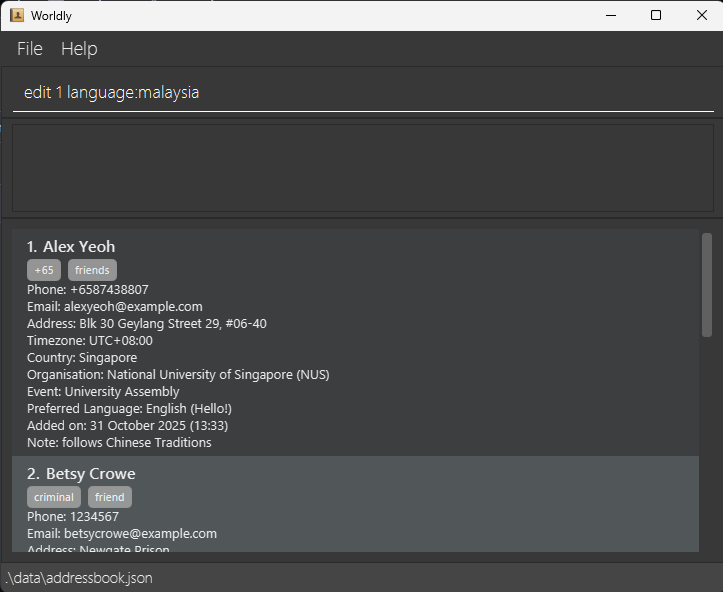 Worldly
File Help
edit 1 language:malaysia
1. Alex Yeoh
+65 friends
Phone: +6587438807
Email: alexyeoh@example.com
Address: Blk 30 Geylang Street 29, #06-40
Timezone: UTC+08:00
Country: Singapore
Organisation: National University of Singapore (NUS)
Event: University Assembly
Preferred Language: English (Hello!)
Added on: 31 October 2025 (13:33)
Note: follows Chinese Traditions
2. Betsy Crowe
criminal friend
Phone: 1234567
Email: betsycrowe@example.com
Address: Newgate Prison
.\data\addressbook.json